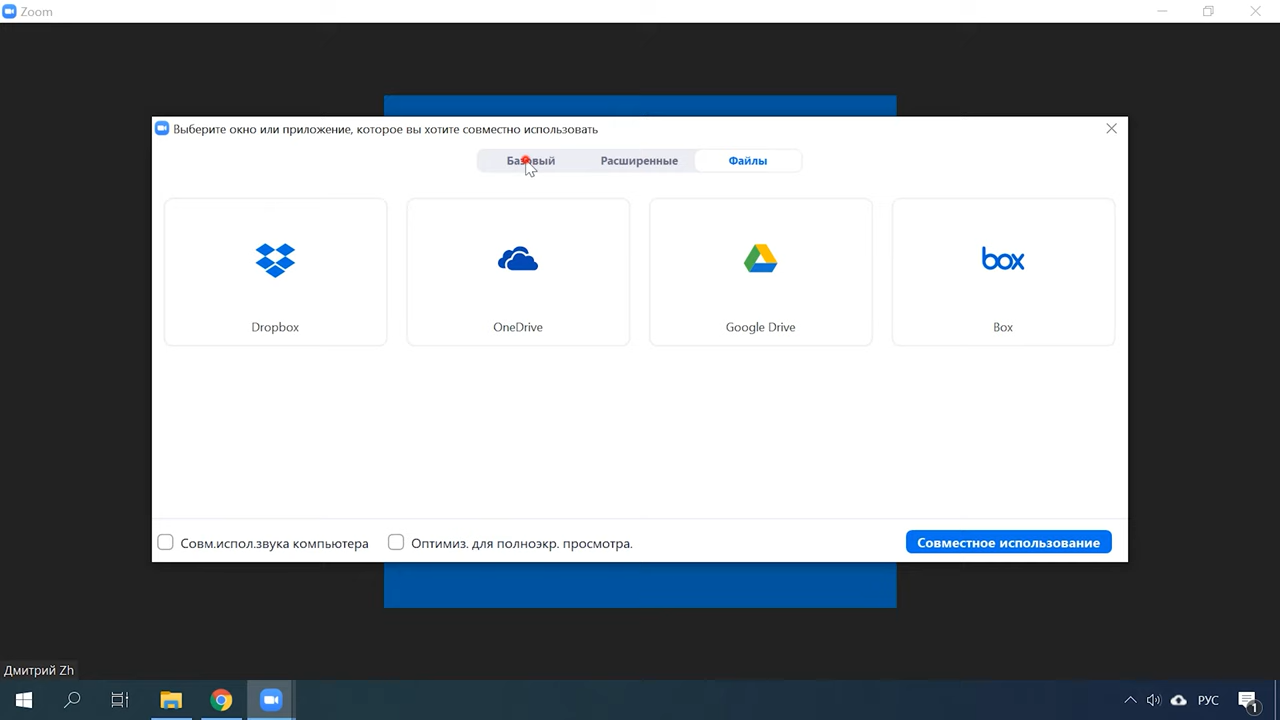 Zoom
Выберите окно или приложение, которое вы хотите совместно использовать
Базовый Расширенные Файлы
box
Dropbox OneDrive Google Drive Box
Совм.испол.звука компьютера Оптимиз. для полноэкр. просмотра. Совместное использование
Дмитрий Zh
РУС 1